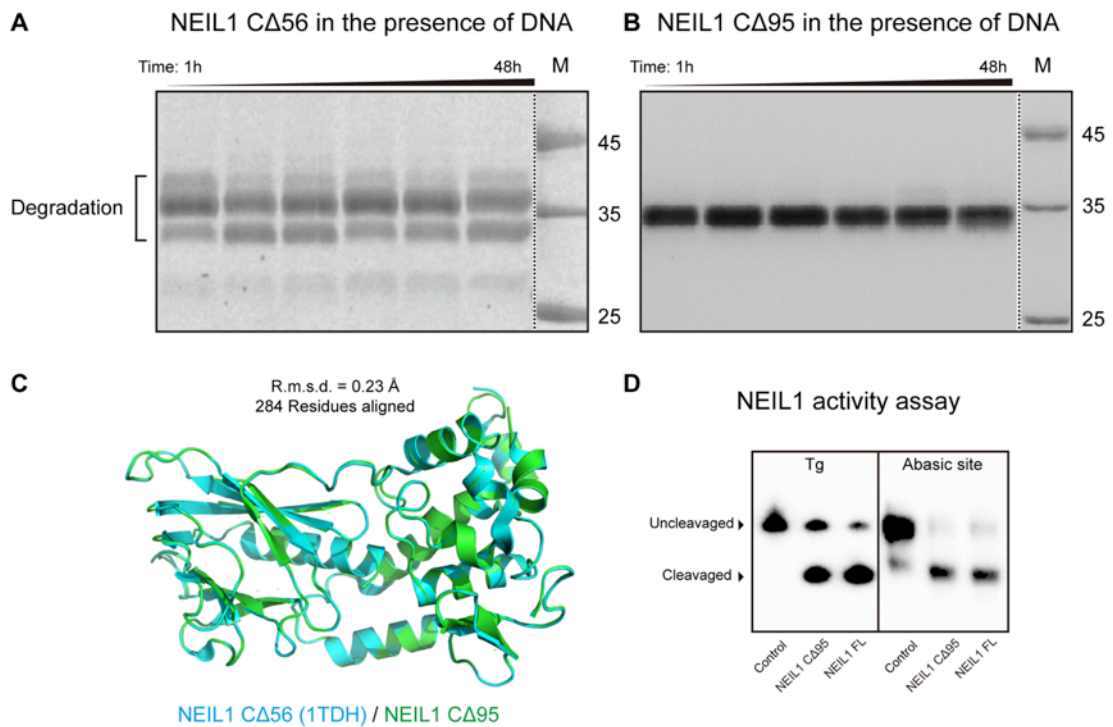 A NEIL1 CΔ56 in the presence of DNA
Time: 1h 48h M
45
35
25
Degradation
B NEIL1 CΔ95 in the presence of DNA
Time: 1h 48h M
45
35
25
C
R.m.s.d. = 0.23 Å
284 Residues aligned
NEIL1 CΔ56 (1TDH) / NEIL1 CΔ95
D
NEIL1 activity assay
Tg Abasic site
Uncleavaged
Cleavaged
Control NEIL1 CΔ95 NEIL1 FL Control NEIL1 CΔ95 NEIL1 FL